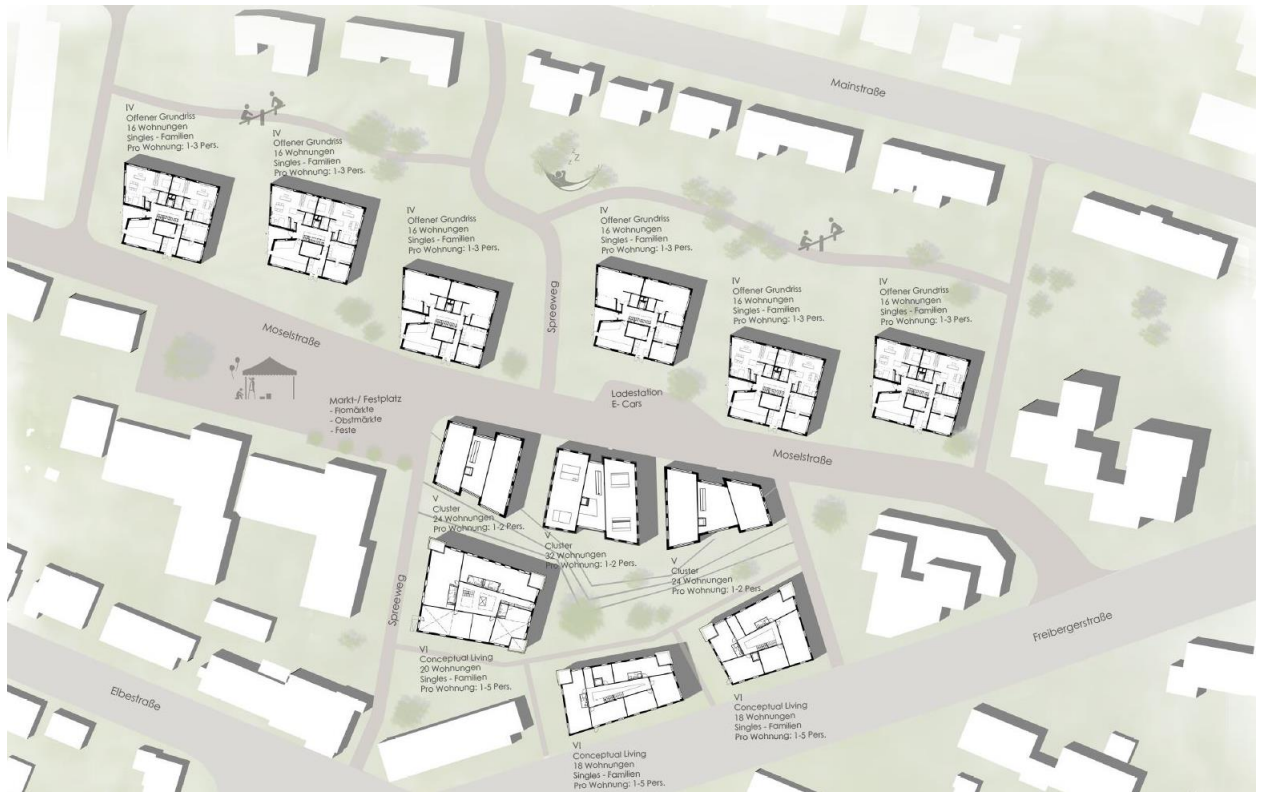 Mainstraße
IV
Offener Grundriss
16 Wohnungen
Singles - Familien
Pro Wohnung: 1-3 Pers.
IV
Offener Grundriss
16 Wohnungen
Singles - Familien
Pro Wohnung: 1-3 Pers.
z
z
Z
IV
Offener Grundriss
16 Wohnungen
Singles - Familien
Pro Wohnung: 1-3 Pers.
IV
Offener Grundriss
16 Wohnungen
Singles - Familien
Pro Wohnung: 1-3 Pers.
IV
Offener Grundriss
16 Wohnungen
Singles - Familien
Pro Wohnung: 1-3 Pers.
IV
Offener Grundriss
16 Wohnungen
Singles - Familien
Pro Wohnung: 1-3 Pers.
Spreeweg
Moselstraße
Ladestation
E- Cars
Markt-/ Festplatz
- Flomärkte
- Obstmärkte
- Feste
Moselstraße
V
Cluster
24 Wohnungen
Pro Wohnung: 1-2 Pers.
V
Cluster
32 Wohnungen
Pro Wohnung: 1-2 Pers.
V
Cluster
24 Wohnungen
Pro Wohnung: 1-2 Pers.
Spreeweg
Freibergerstraße
VI
Conceptual Living
20 Wohnungen
Singles - Familien
Pro Wohnung: 1-5 Pers.
Elbestraße
VI
Conceptual Living
18 Wohnungen
Singles - Familien
Pro Wohnung: 1-5 Pers.
VI
Conceptual Living
18 Wohnungen
Singles - Familien
Pro Wohnung: 1-5 Pers.